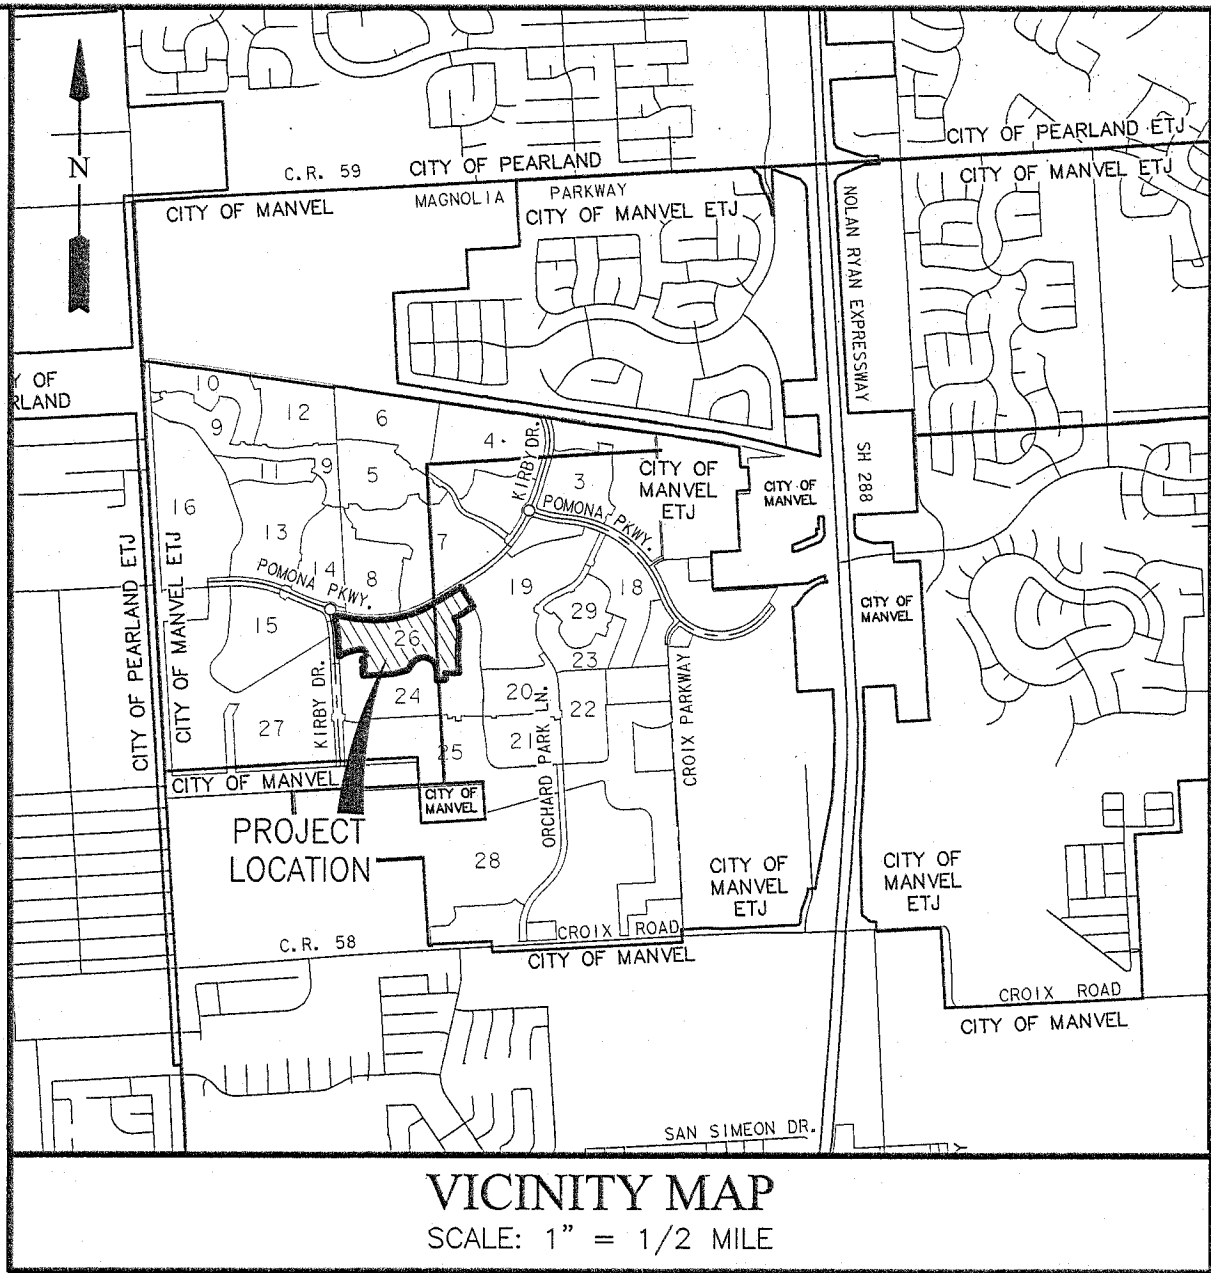 CITY OF PEARLAND ETJ
CITY OF MANVEL ETJ
N
C.R. 59
CITY OF PEARLAND
MAGNOLIA PARKWAY
CITY OF MANVEL
CITY OF MANVEL ETJ
NOLAN RYAN EXPRESSWAY
SH 288
Y OF
RLAND
10
12
6
9
4
KIRBY DR.
11
9
5
3
CITY OF
MANVEL
ETJ
CITY OF
MANVEL
16
POMONA PKWY.
13
7
14
8
POMONA PKWY.
19
18
29
CITY OF
MANVEL
15
26
23
CITY OF PEARLAND ETJ
CITY OF MANVEL ETJ
KIRBY DR.
24
20
22
27
25
21
ORCHARD PARK LN.
CROIX PARKWAY
CITY OF MANVEL
CITY OF
MANVEL
PROJECT
LOCATION
28
CITY OF
MANVEL
ETJ
CITY OF
MANVEL
ETJ
C.R. 58
CROIX ROAD
CITY OF MANVEL
CROIX ROAD
CITY OF MANVEL
SAN SIMEON DR.
VICINITY MAP
SCALE: 1" = 1/2 MILE